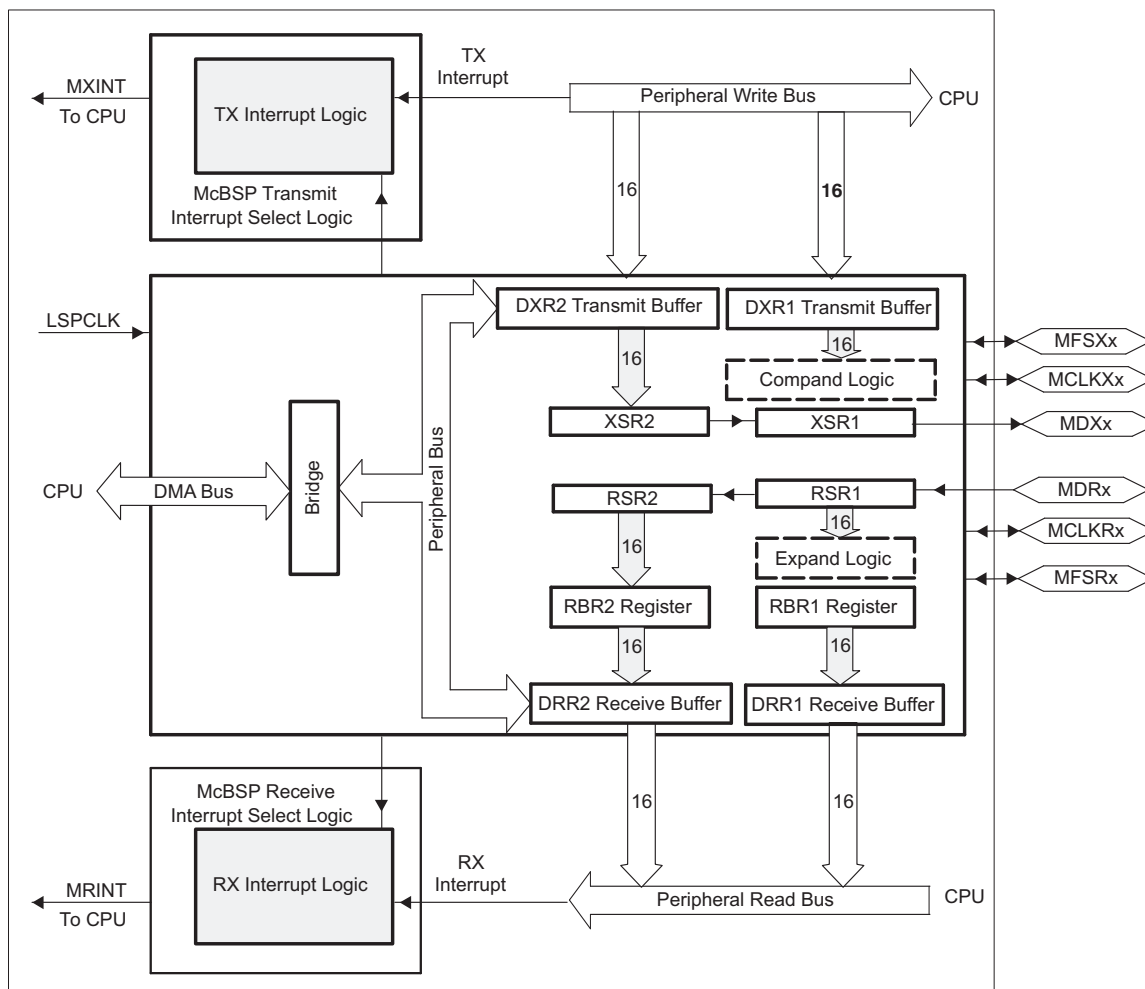 TX
Interrupt
MXINT
To CPU
TX Interrupt Logic
Peripheral Write Bus
CPU
McBSP Transmit
Interrupt Select Logic
16
16
LSPCLK
DXR2 Transmit Buffer
DXR1 Transmit Buffer
MFSXx
16
16
Compand Logic
MCLKXx
XSR2
XSR1
MDXx
CPU
DMA Bus
Bridge
Peripheral Bus
RSR2
RSR1
MDRx
16
16
MCLKRx
Expand Logic
MFSRx
RBR2 Register
RBR1 Register
16
16
DRR2 Receive Buffer
DRR1 Receive Buffer
McBSP Receive
Interrupt Select Logic
16
16
RX
Interrupt
MRINT
To CPU
RX Interrupt Logic
Peripheral Read Bus
CPU